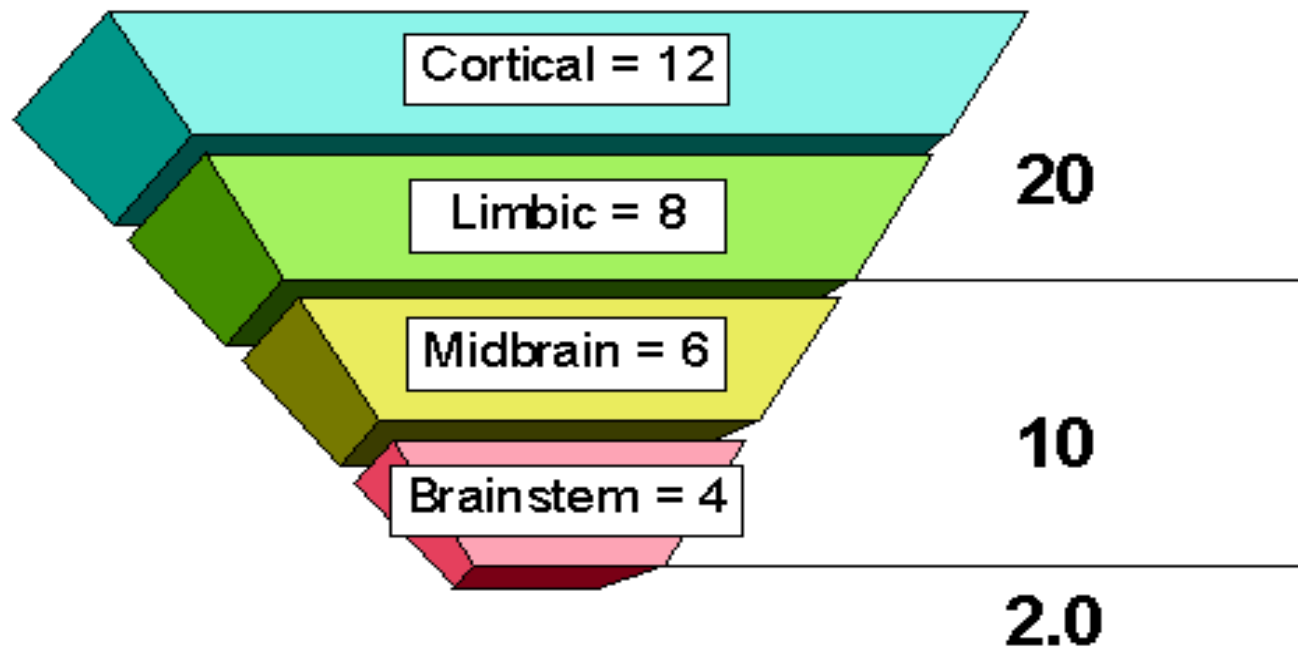 Cortical = 12
20
Limbic = 8
Midbrain = 6
10
Brainstem = 4
2.0